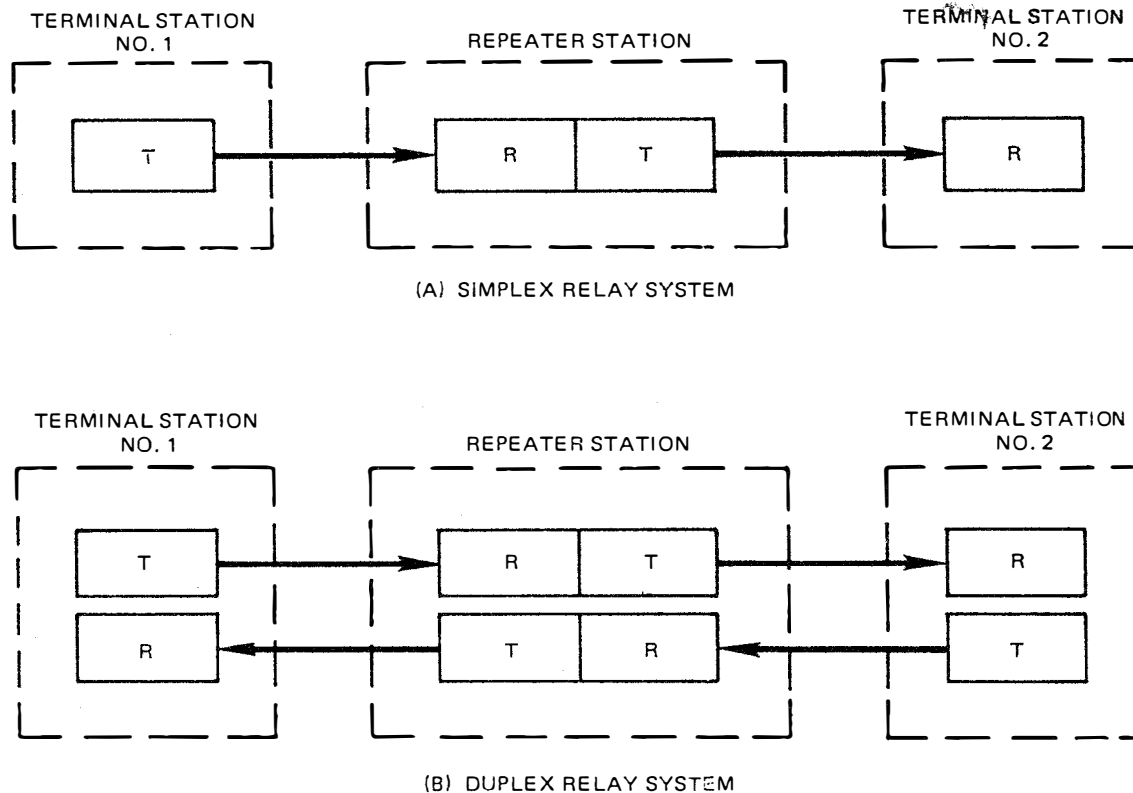 TERMINAL STATION
NO. 1
REPEATER STATION
TERMINAL STATION
NO. 2
T
R
T
R
(A) SIMPLEX RELAY SYSTEM
TERMINAL STATION
NO. 1
REPEATER STATION
TERMINAL STATION
NO. 2
T
R
T
R
R
T
R
T
(B) DUPLEX RELAY SYSTEM